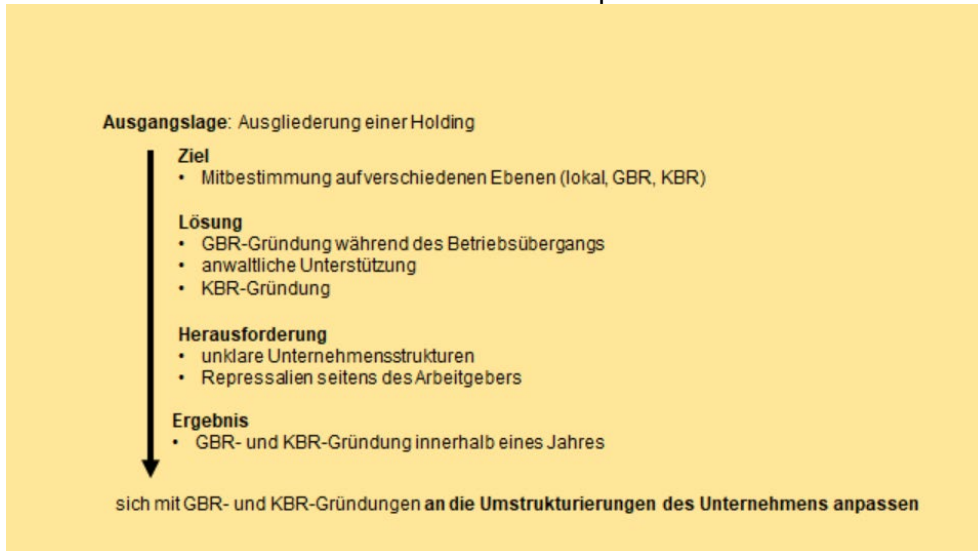 Ausgangslage: Ausgliederung einer Holding
Ziel
• Mitbestimmung auf verschiedenen Ebenen (lokal, GBR, KBR)
Lösung
• GBR-Gründung während des Betriebsübergangs
• anwaltliche Unterstützung
• KBR-Gründung
Herausforderung
• unklare Unternehmensstrukturen
• Repressalien seitens des Arbeitgebers
Ergebnis
• GBR- und KBR-Gründung innerhalb eines Jahres
sich mit GBR- und KBR-Gründungen an die Umstrukturierungen des Unternehmens anpassen